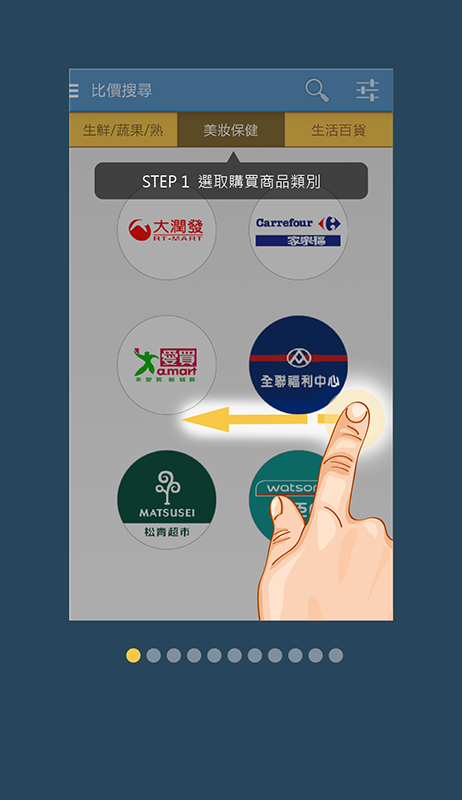 比價搜尋
生鮮/蔬果/熟
美妝保健
生活百貨
STEP 1 選取購買商品類別
大潤發
RT-MART
Carrefour
家樂福
愛買
a.mart
全聯福利中心
MATSUSEI
松青超市
watson